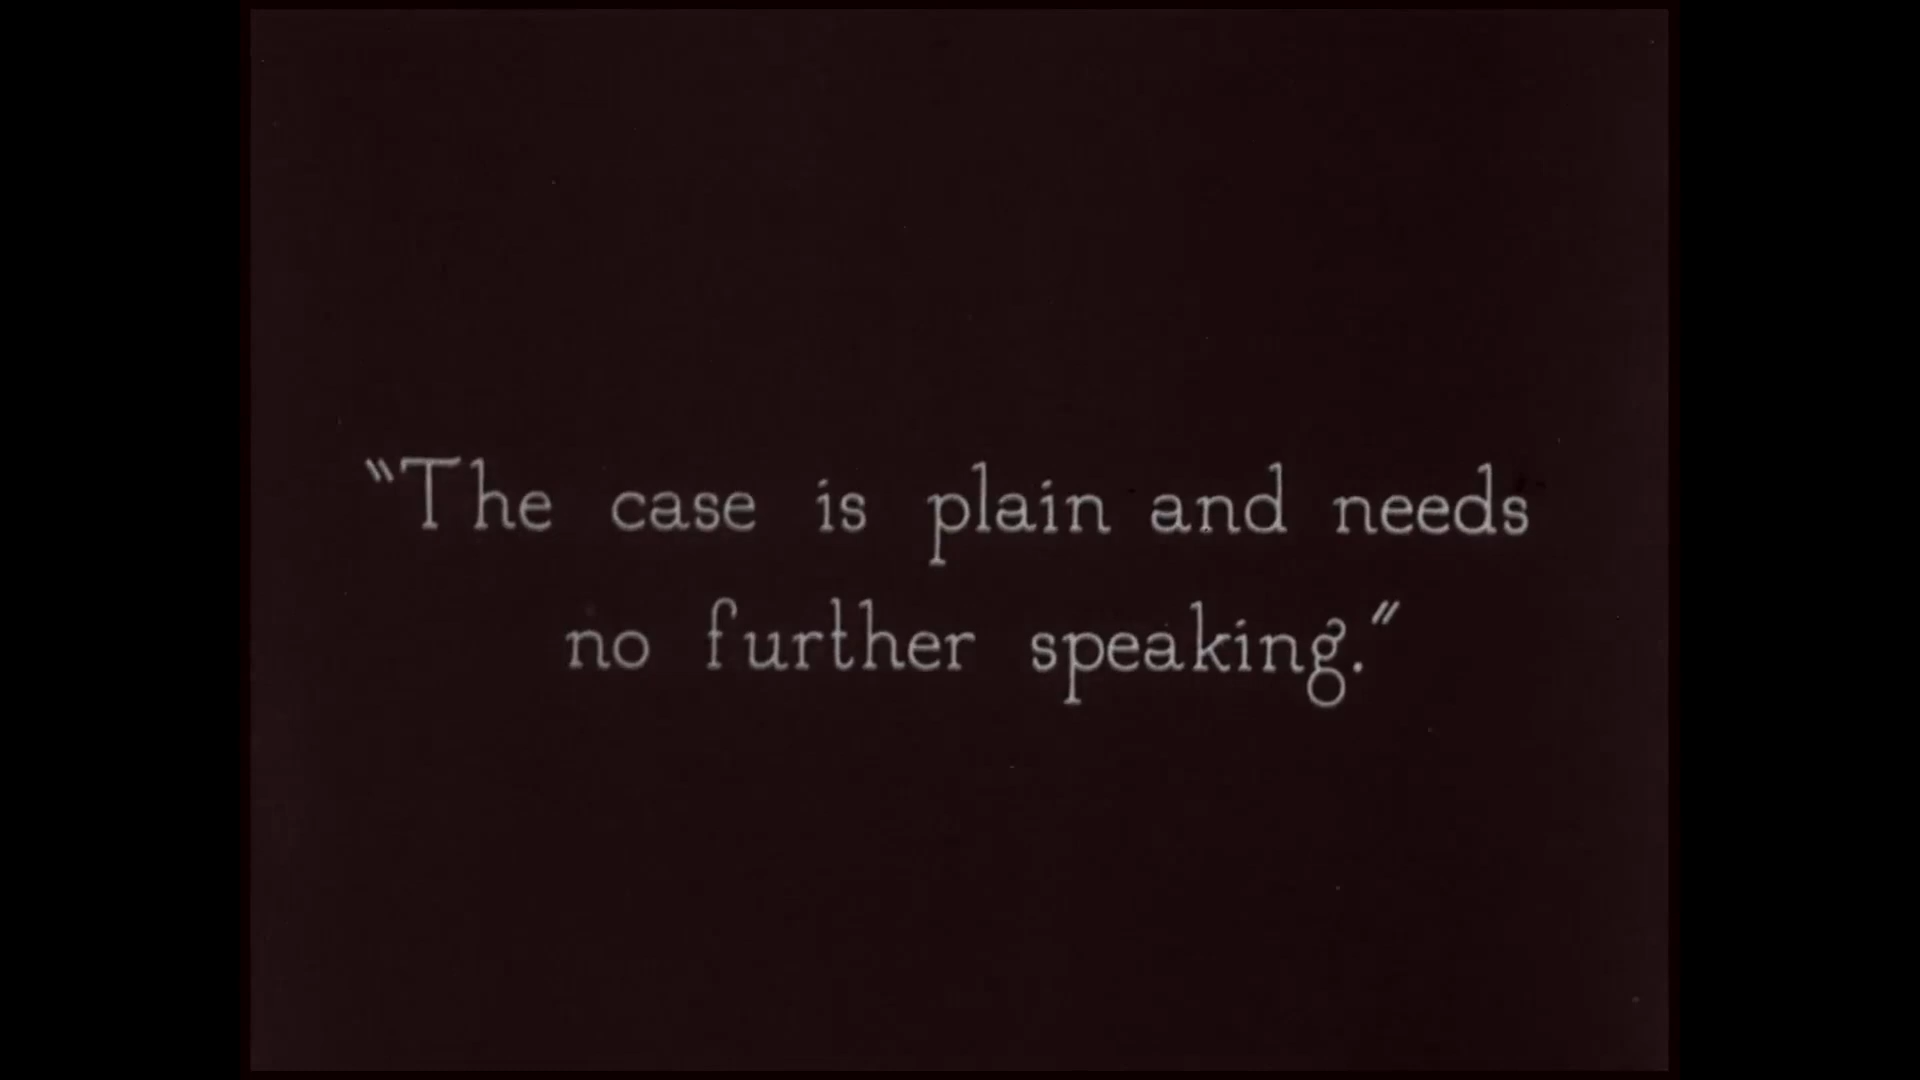 “The case is plain and needs
no further speaking.”